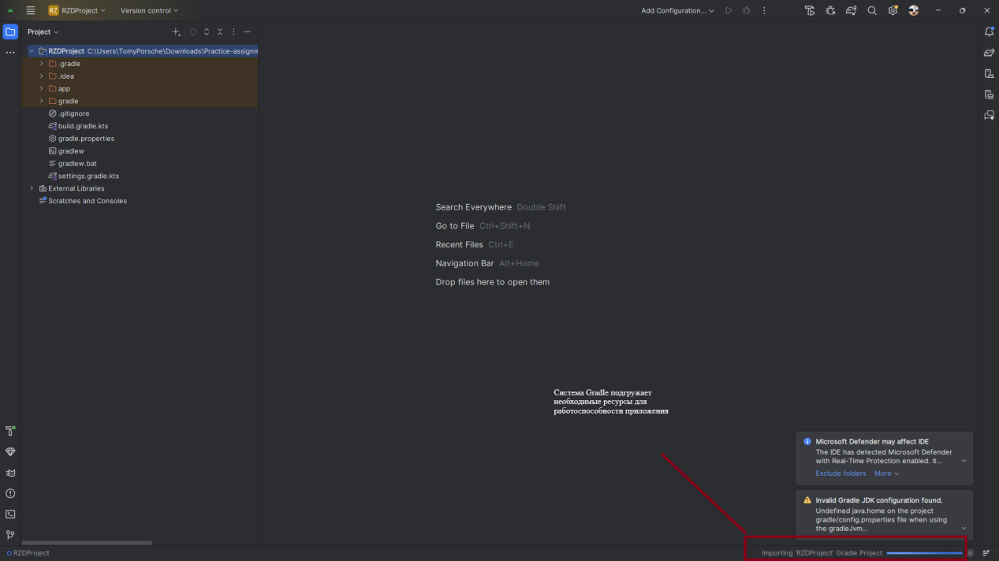 RZ RZDProject
Version control
Add Configuration...
Project
RZDProject C:\Users\TomyPorsche\Downloads\Practice-assignm
.gradle
.idea
app
gradle
.gitignore
build.gradle.kts
gradle.properties
gradlew
gradlew.bat
settings.gradle.kts
External Libraries
Scratches and Consoles
Search Everywhere Double Shift
Go to File Ctrl+Shift+N
Recent Files Ctrl+E
Navigation Bar Alt+Home
Drop files here to open them
Система Gradle подгружает
необходимые ресурсы для
работоспособности приложения
Microsoft Defender may affect IDE
The IDE has detected Microsoft Defender
with Real-Time Protection enabled. It...
Exclude folders More
Invalid Gradle JDK configuration found.
Undefined java.home on the project
gradle/config.properties file when using
the gradleJvm...
RZDProject
Importing 'RZDProject' Gradle Project